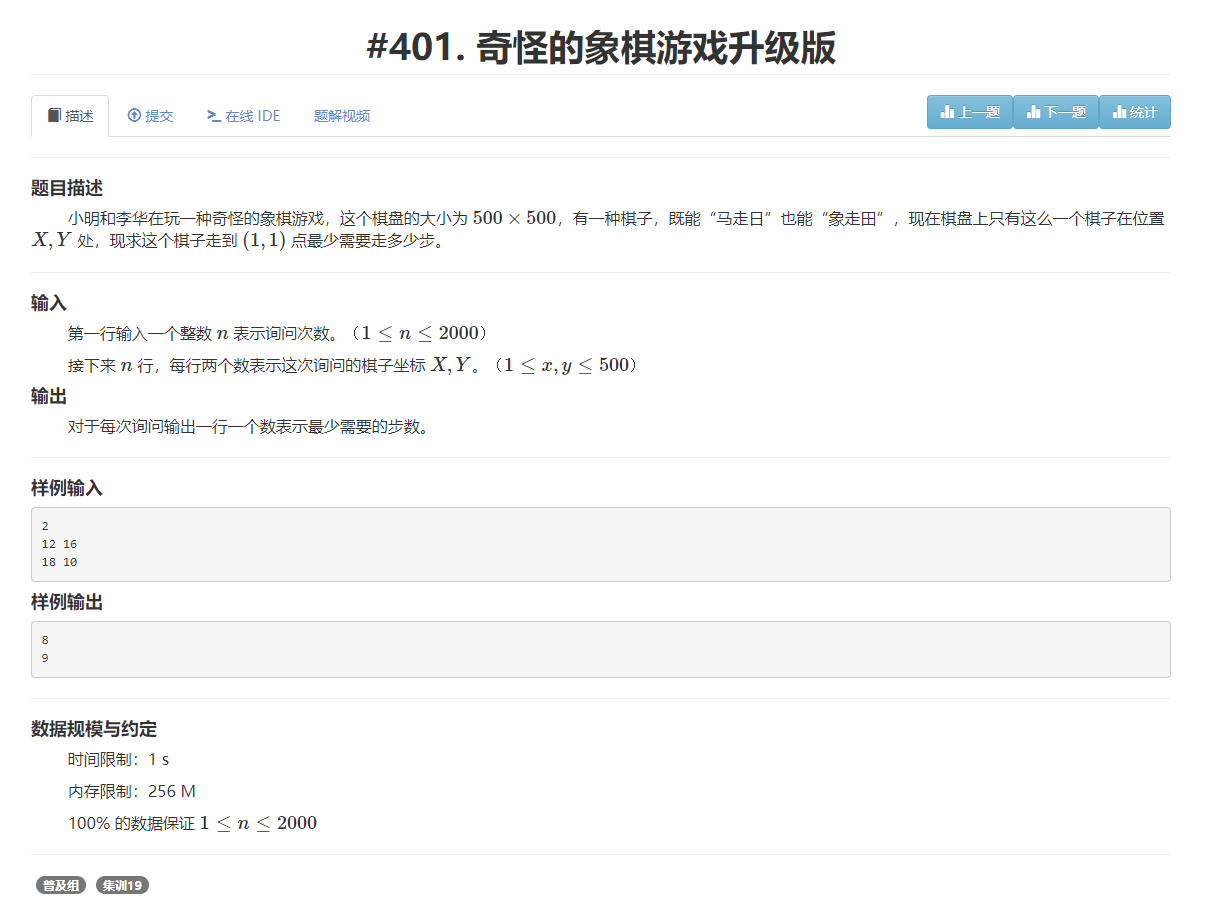 #401. 奇怪的象棋游戏升级版
描述 提交 在线 IDE 题解视频 上一题 下一题 统计
题目描述
小明和李华在玩一种奇怪的象棋游戏，这个棋盘的大小为 500 × 500，有一种棋子，既能“马走日”也能“象走田”，现在棋盘上只有这么一个棋子在位置
X, Y 处，现求这个棋子走到 (1, 1) 点最少需要走多少步。
输入
第一行输入一个整数 n 表示询问次数。（1 ≤ n ≤ 2000）
接下来 n 行，每行两个数表示这次询问的棋子坐标 X, Y。（1 ≤ x, y ≤ 500）
输出
对于每次询问输出一行一个数表示最少需要的步数。
样例输入
2
12 16
18 10
样例输出
8
9
数据规模与约定
时间限制：1 s
内存限制：256 M
100% 的数据保证 1 ≤ n ≤ 2000
普及组 集训19